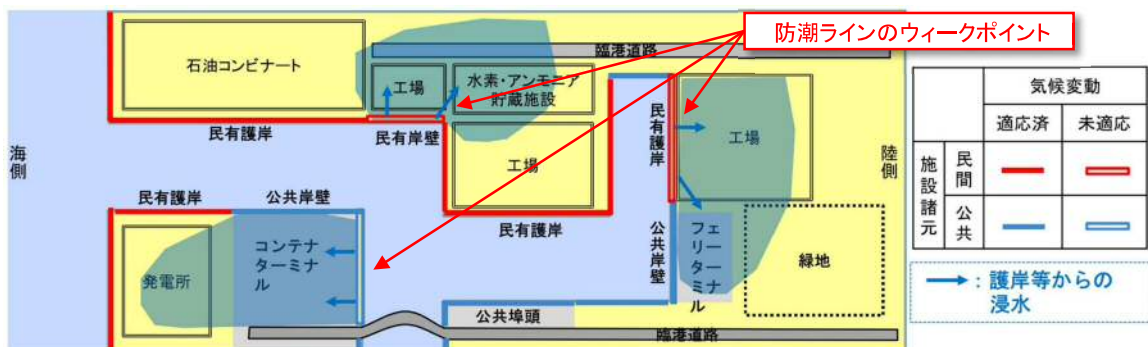 防潮ラインのウィークポイント
臨港道路
石油コンビナート
工場
水素・アンモニア
貯蔵施設
民有護岸
民有岸壁
工場
民有護岸
工場
海側
陸側
民有護岸
公共岸壁
民有護岸
公共岸壁
発電所
コンテナ
ターミナ
ル
フェ
リータ
ーミナ
ル
緑地
公共埠頭
臨港道路
気候変動
適応済
未適応
施設諸元
民間
公共
:護岸等からの
浸水